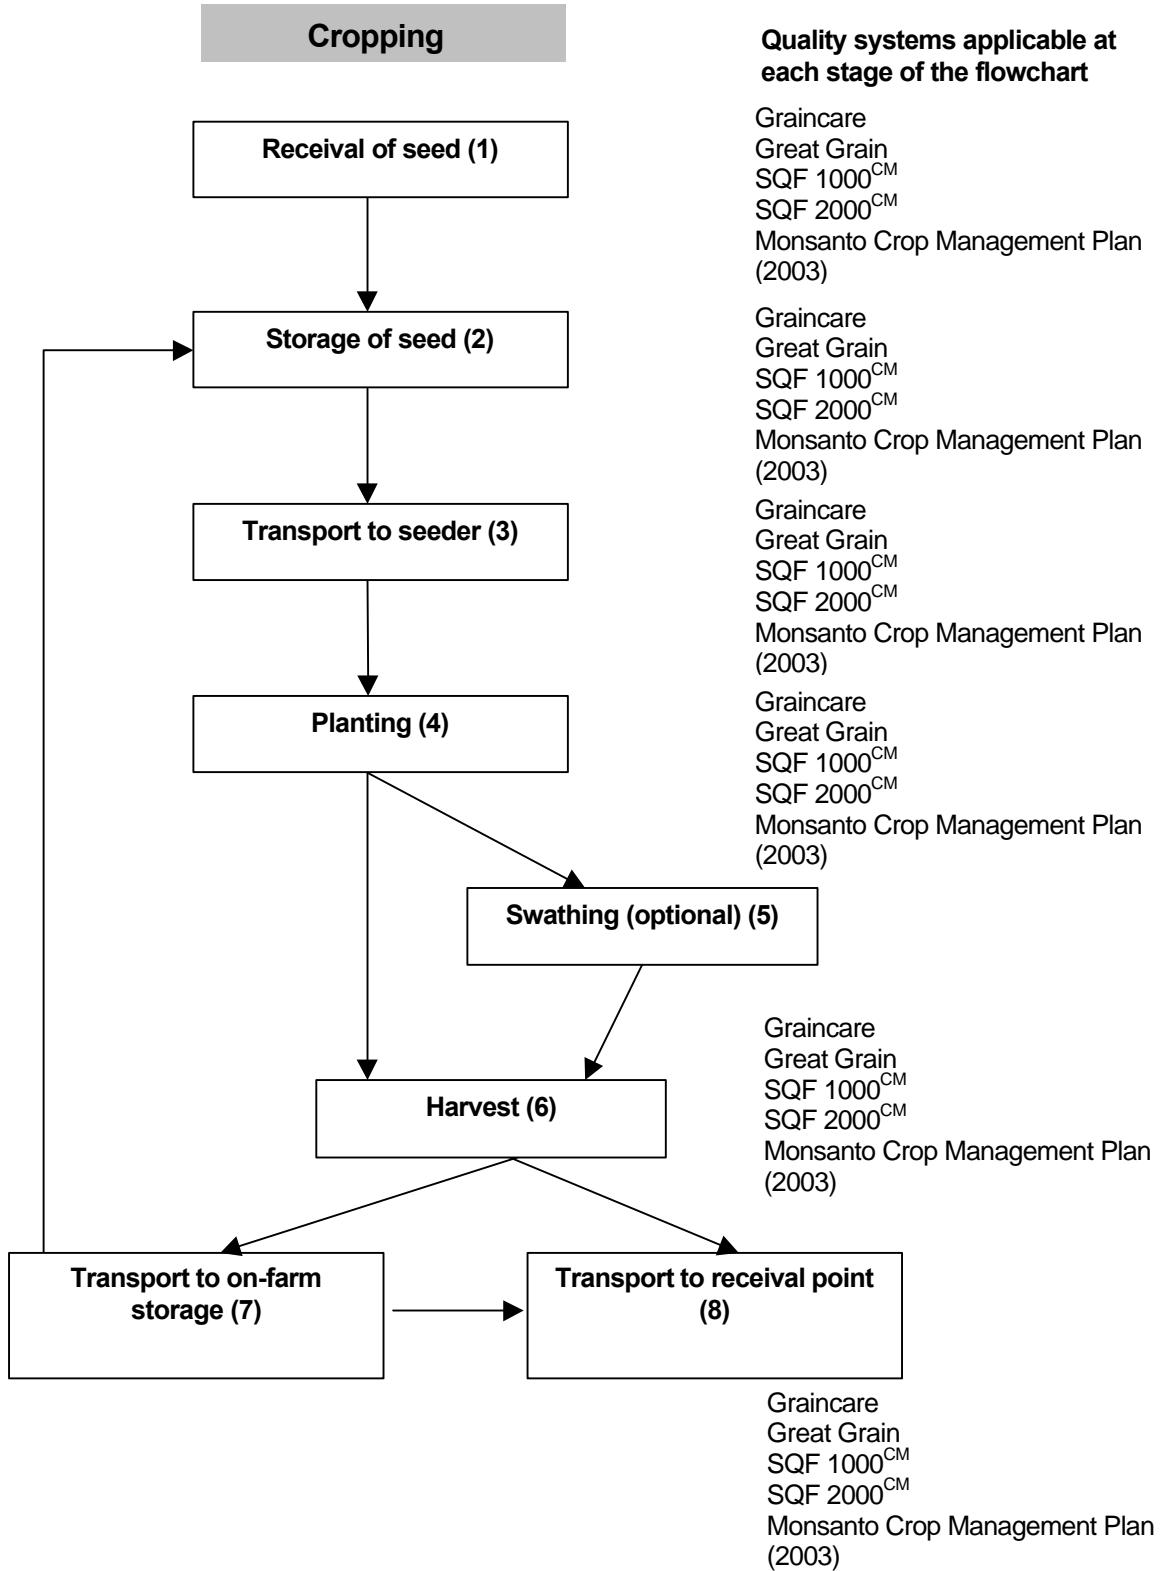 Cropping
Quality systems applicable at
each stage of the flowchart
Receival of seed (1)
Graincare
Great Grain
SQF 1000CM
SQF 2000CM
Monsanto Crop Management Plan
(2003)
Storage of seed (2)
Graincare
Great Grain
SQF 1000CM
SQF 2000CM
Monsanto Crop Management Plan
(2003)
Transport to seeder (3)
Graincare
Great Grain
SQF 1000CM
SQF 2000CM
Monsanto Crop Management Plan
(2003)
Planting (4)
Graincare
Great Grain
SQF 1000CM
SQF 2000CM
Monsanto Crop Management Plan
(2003)
Swathing (optional) (5)
Harvest (6)
Graincare
Great Grain
SQF 1000CM
SQF 2000CM
Monsanto Crop Management Plan
(2003)
Transport to on-farm
storage (7)
Transport to receival point
(8)
Graincare
Great Grain
SQF 1000CM
SQF 2000CM
Monsanto Crop Management Plan
(2003)